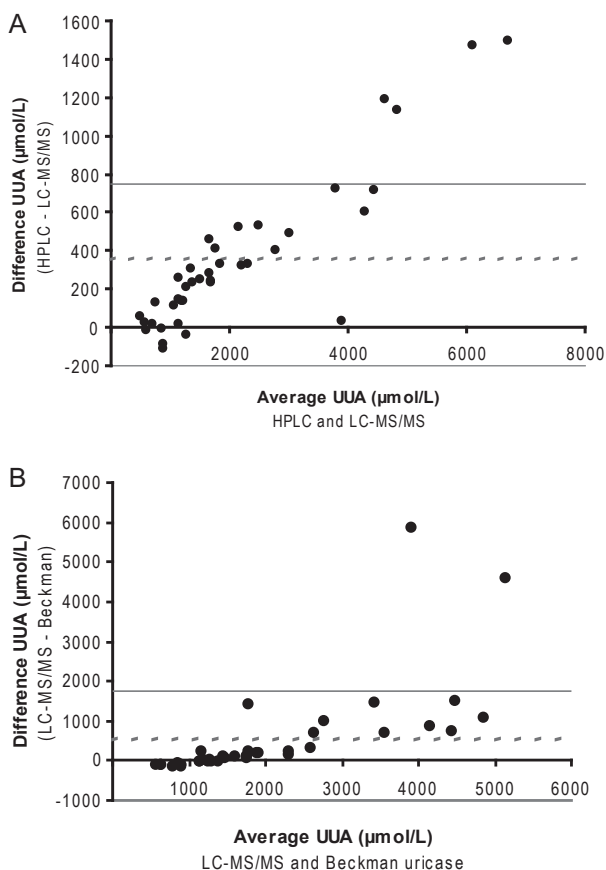 A
1600
1400
1200
1000
800
600
400
200
0
-200
2000 4000 6000 8000
Difference UUA (µmol/L)
(HPLC - LC-MS/MS)
Average UUA (µmol/L)
HPLC and LC-MS/MS
B
7000
6000
5000
4000
3000
2000
1000
0
-1000
1000 2000 3000 4000 5000 6000
Difference UUA (µmol/L)
(LC-MS/MS - Beckman)
Average UUA (µmol/L)
LC-MS/MS and Beckman uricase